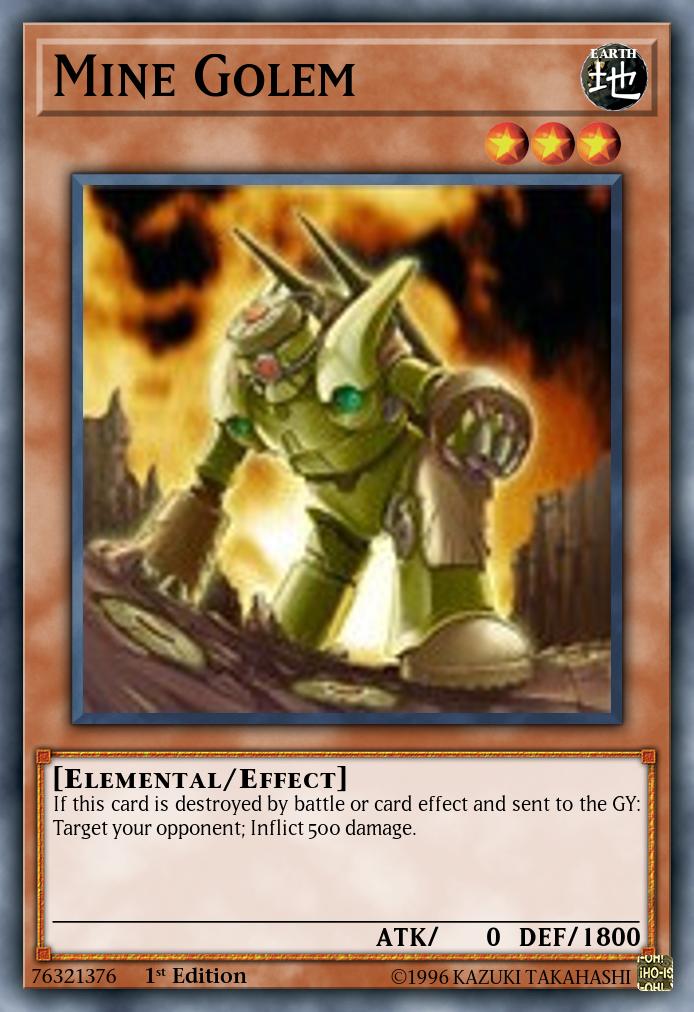 Mine Golem
EARTH
地
[Elemental/Effect]
If this card is destroyed by battle or card effect and sent to the GY:
Target your opponent; Inflict 500 damage.
ATK/ 0 DEF/1800
76321376 1st Edition ©1996 KAZUKI TAKAHASHI